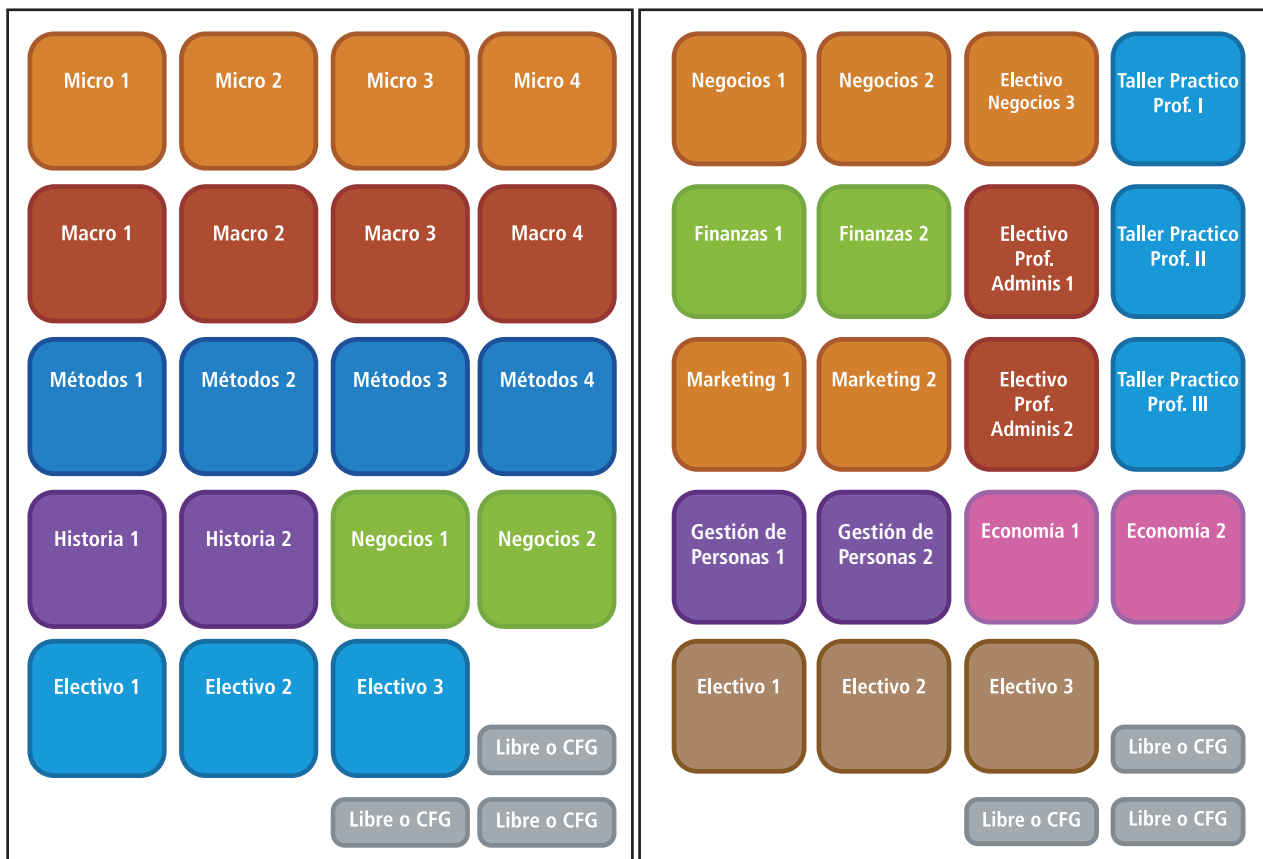 Micro 1
Micro 2
Micro 3
Micro 4
Macro 1
Macro 2
Macro 3
Macro 4
Métodos 1
Métodos 2
Métodos 3
Métodos 4
Historia 1
Historia 2
Negocios 1
Negocios 2
Electivo 1
Electivo 2
Electivo 3
Libre o CFG
Libre o CFG
Libre o CFG
Negocios 1
Negocios 2
Electivo
Negocios 3
Taller Practico
Prof. I
Finanzas 1
Finanzas 2
Electivo
Prof.
Adminis 1
Taller Practico
Prof. II
Marketing 1
Marketing 2
Electivo
Prof.
Adminis 2
Taller Practico
Prof. III
Gestión de
Personas 1
Gestión de
Personas 2
Economía 1
Economía 2
Electivo 1
Electivo 2
Electivo 3
Libre o CFG
Libre o CFG
Libre o CFG